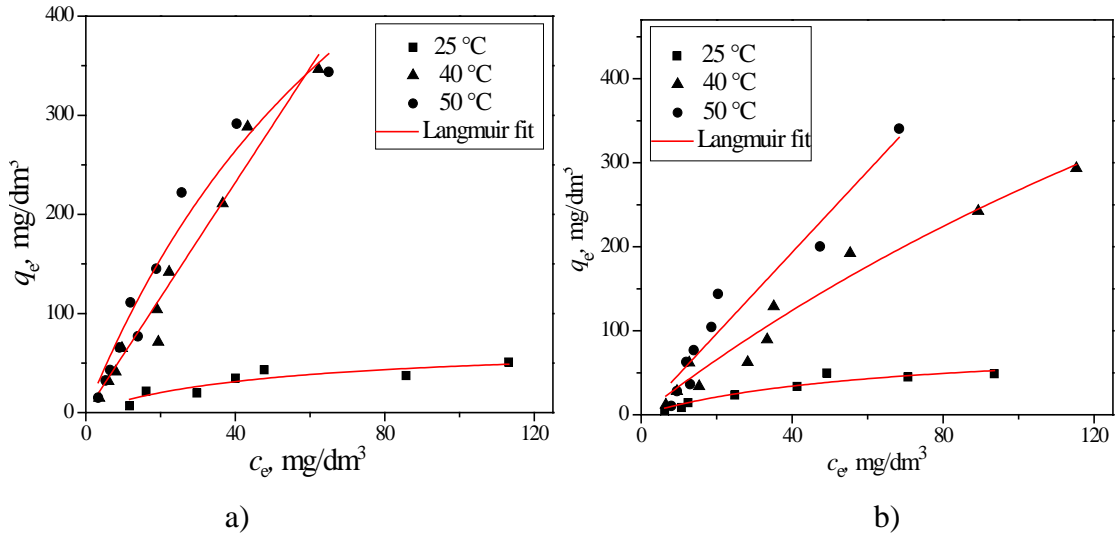 400
300
200
100
0
qe, mg/dm³
25 °C
40 °C
50 °C
Langmuir fit
0
40
80
120
ce, mg/dm³
a)
400
300
200
100
0
qe, mg/dm³
25 °C
40 °C
50 °C
Langmuir fit
0
40
80
120
ce, mg/dm³
b)